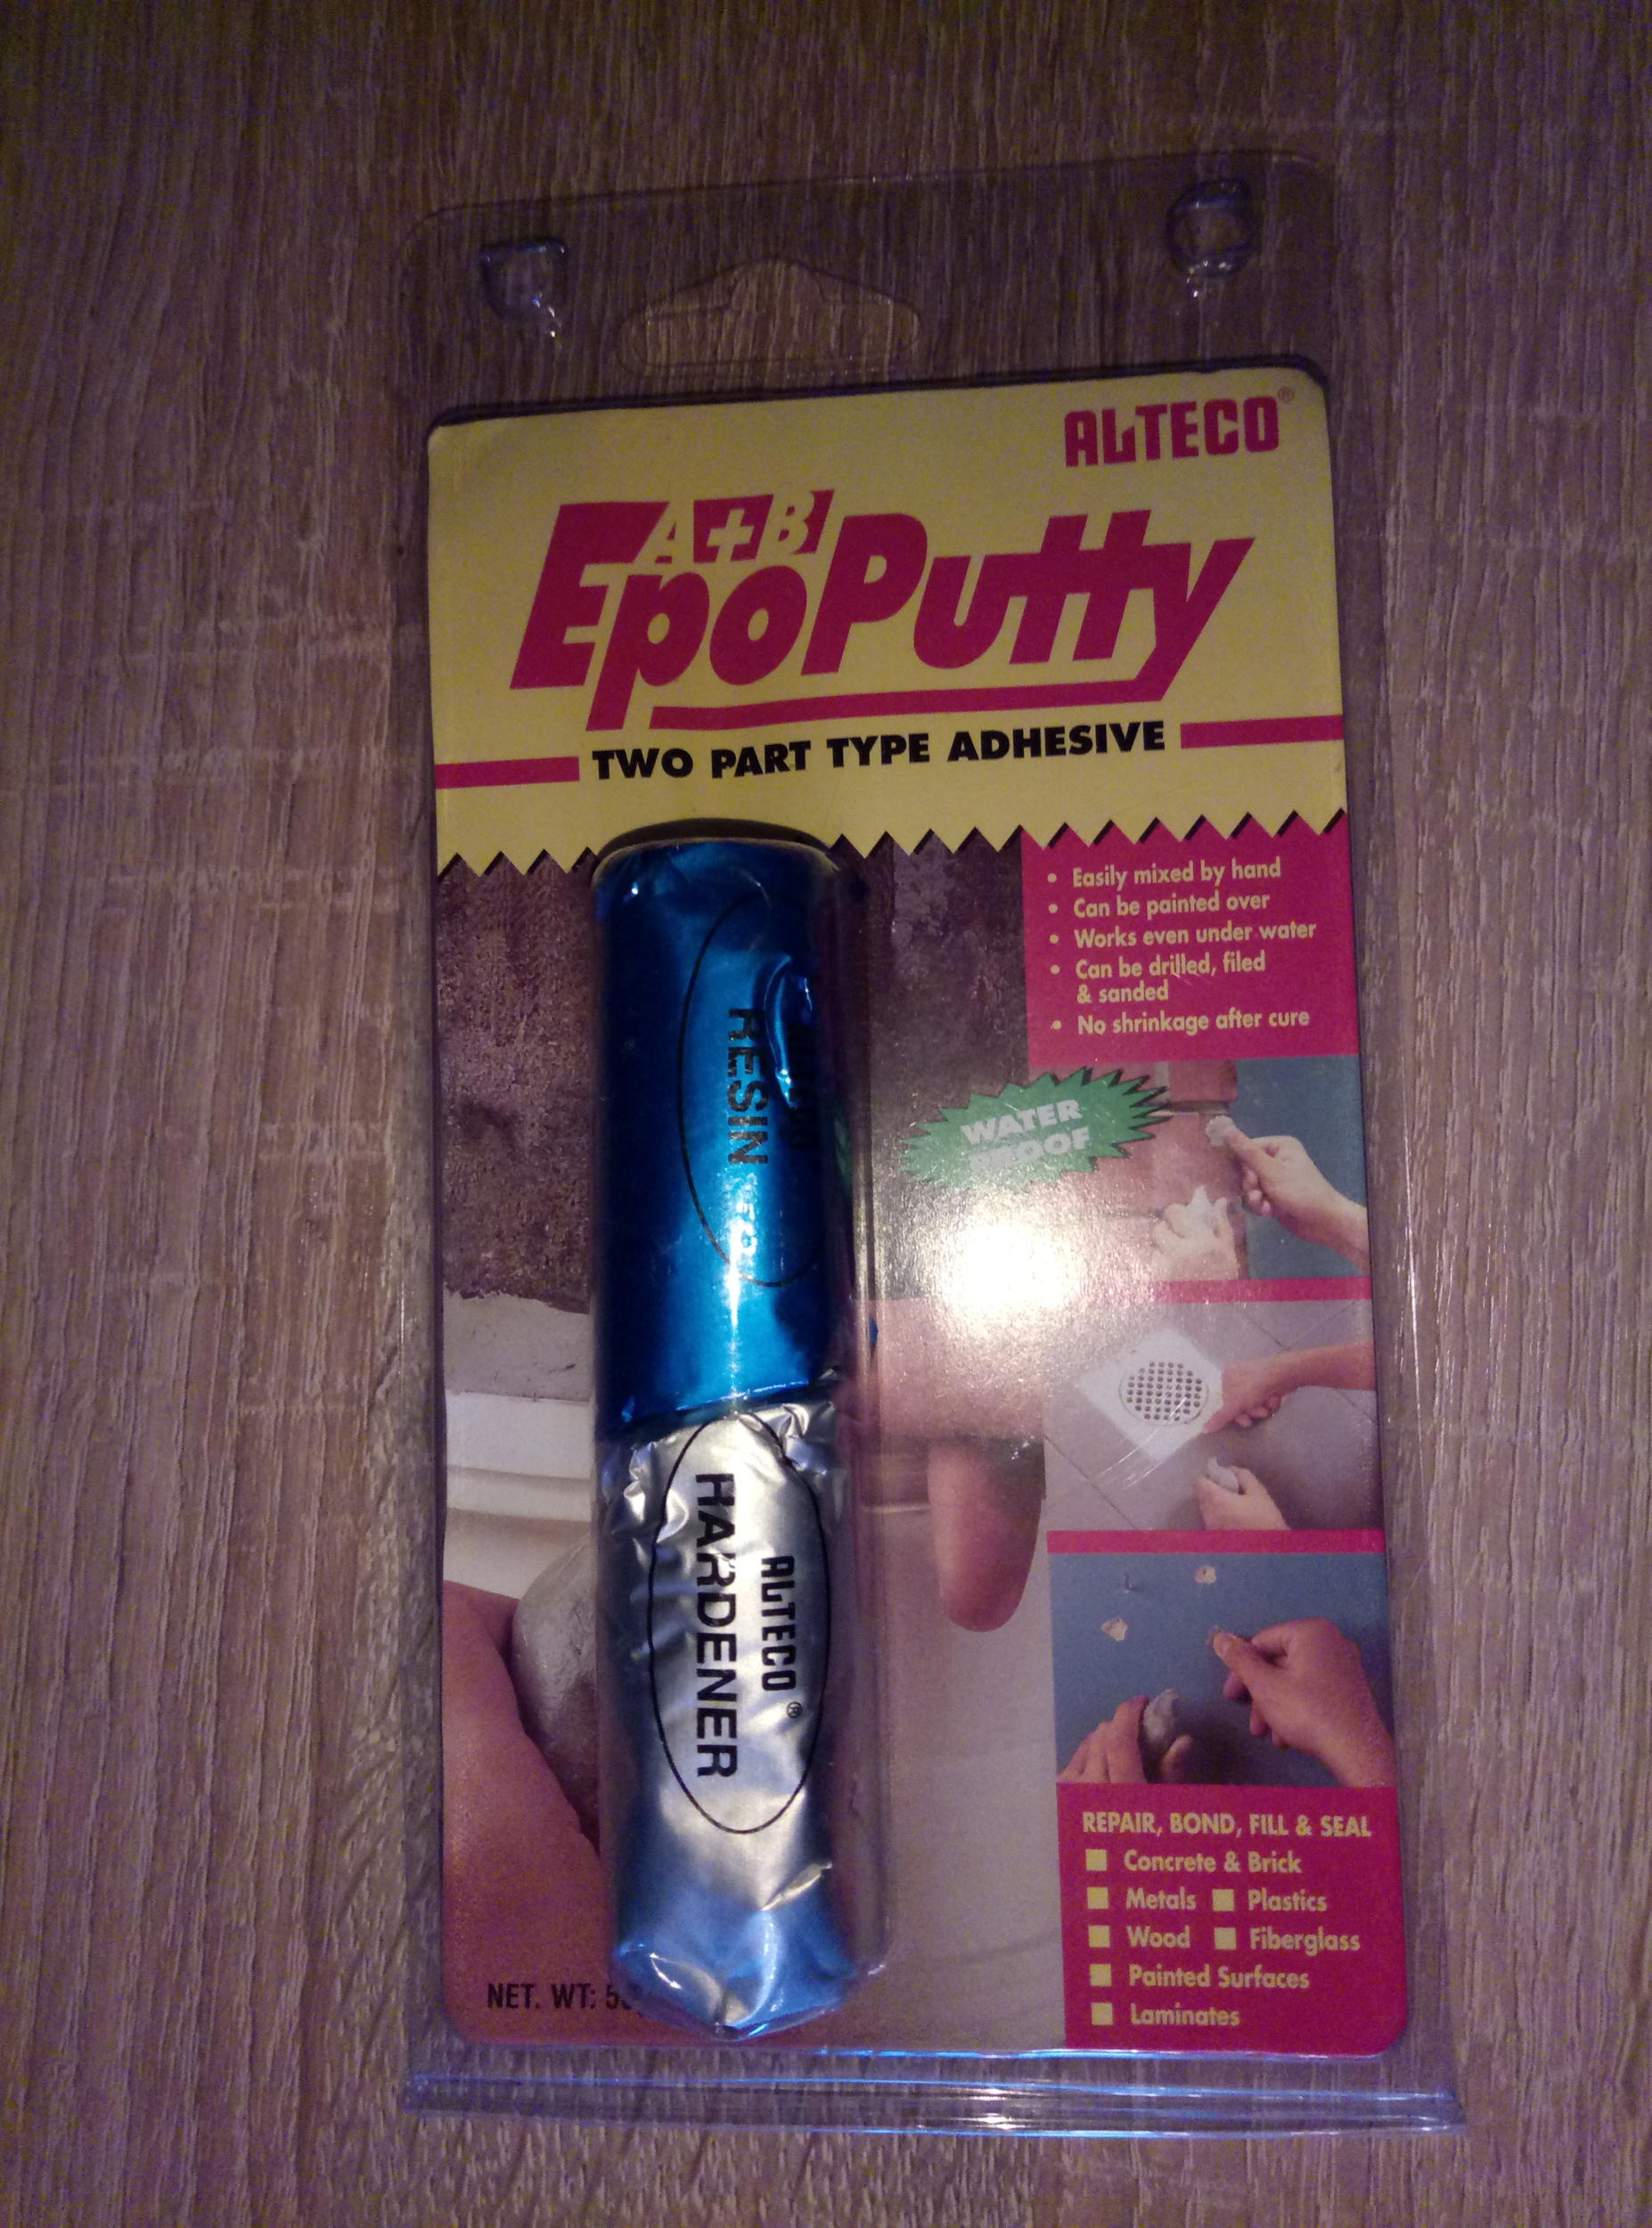 ALTECO®
A+B
EpoPutty
TWO PART TYPE ADHESIVE
• Easily mixed by hand
• Can be painted over
• Works even under water
• Can be drilled, filed
& sanded
• No shrinkage after cure
WATER
PROOF
RESIN
ALTECO®
HARDENER
REPAIR, BOND, FILL & SEAL
Concrete & Brick
Metals Plastics
Wood Fiberglass
Painted Surfaces
Laminates
NET. WT: